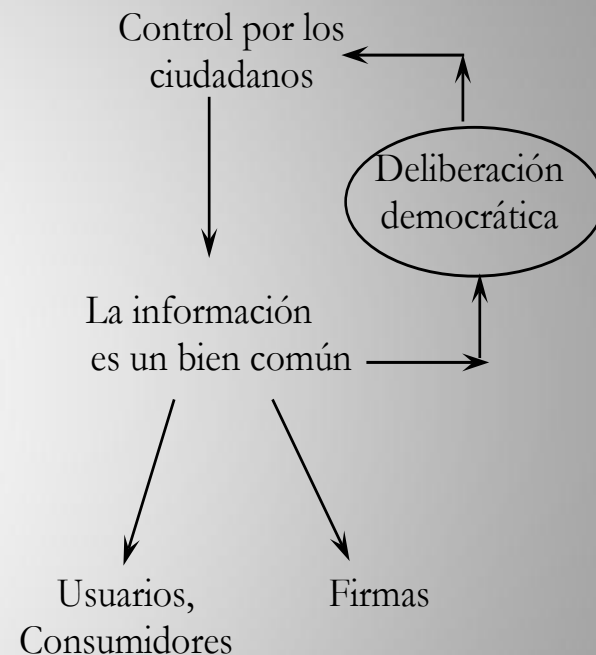 Control por los
ciudadanos
Deliberación
democrática
La información
es un bien común
Usuarios,
Consumidores
Firmas